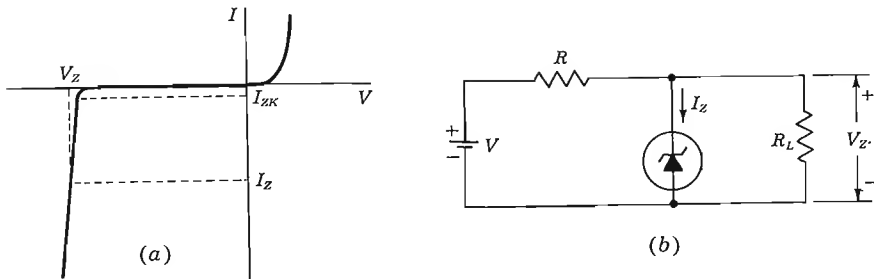 I
V_Z
V
I_ZK
I_Z
(a)
R
I_Z
+
-
V
R_L
+
V_Z.
-
(b)